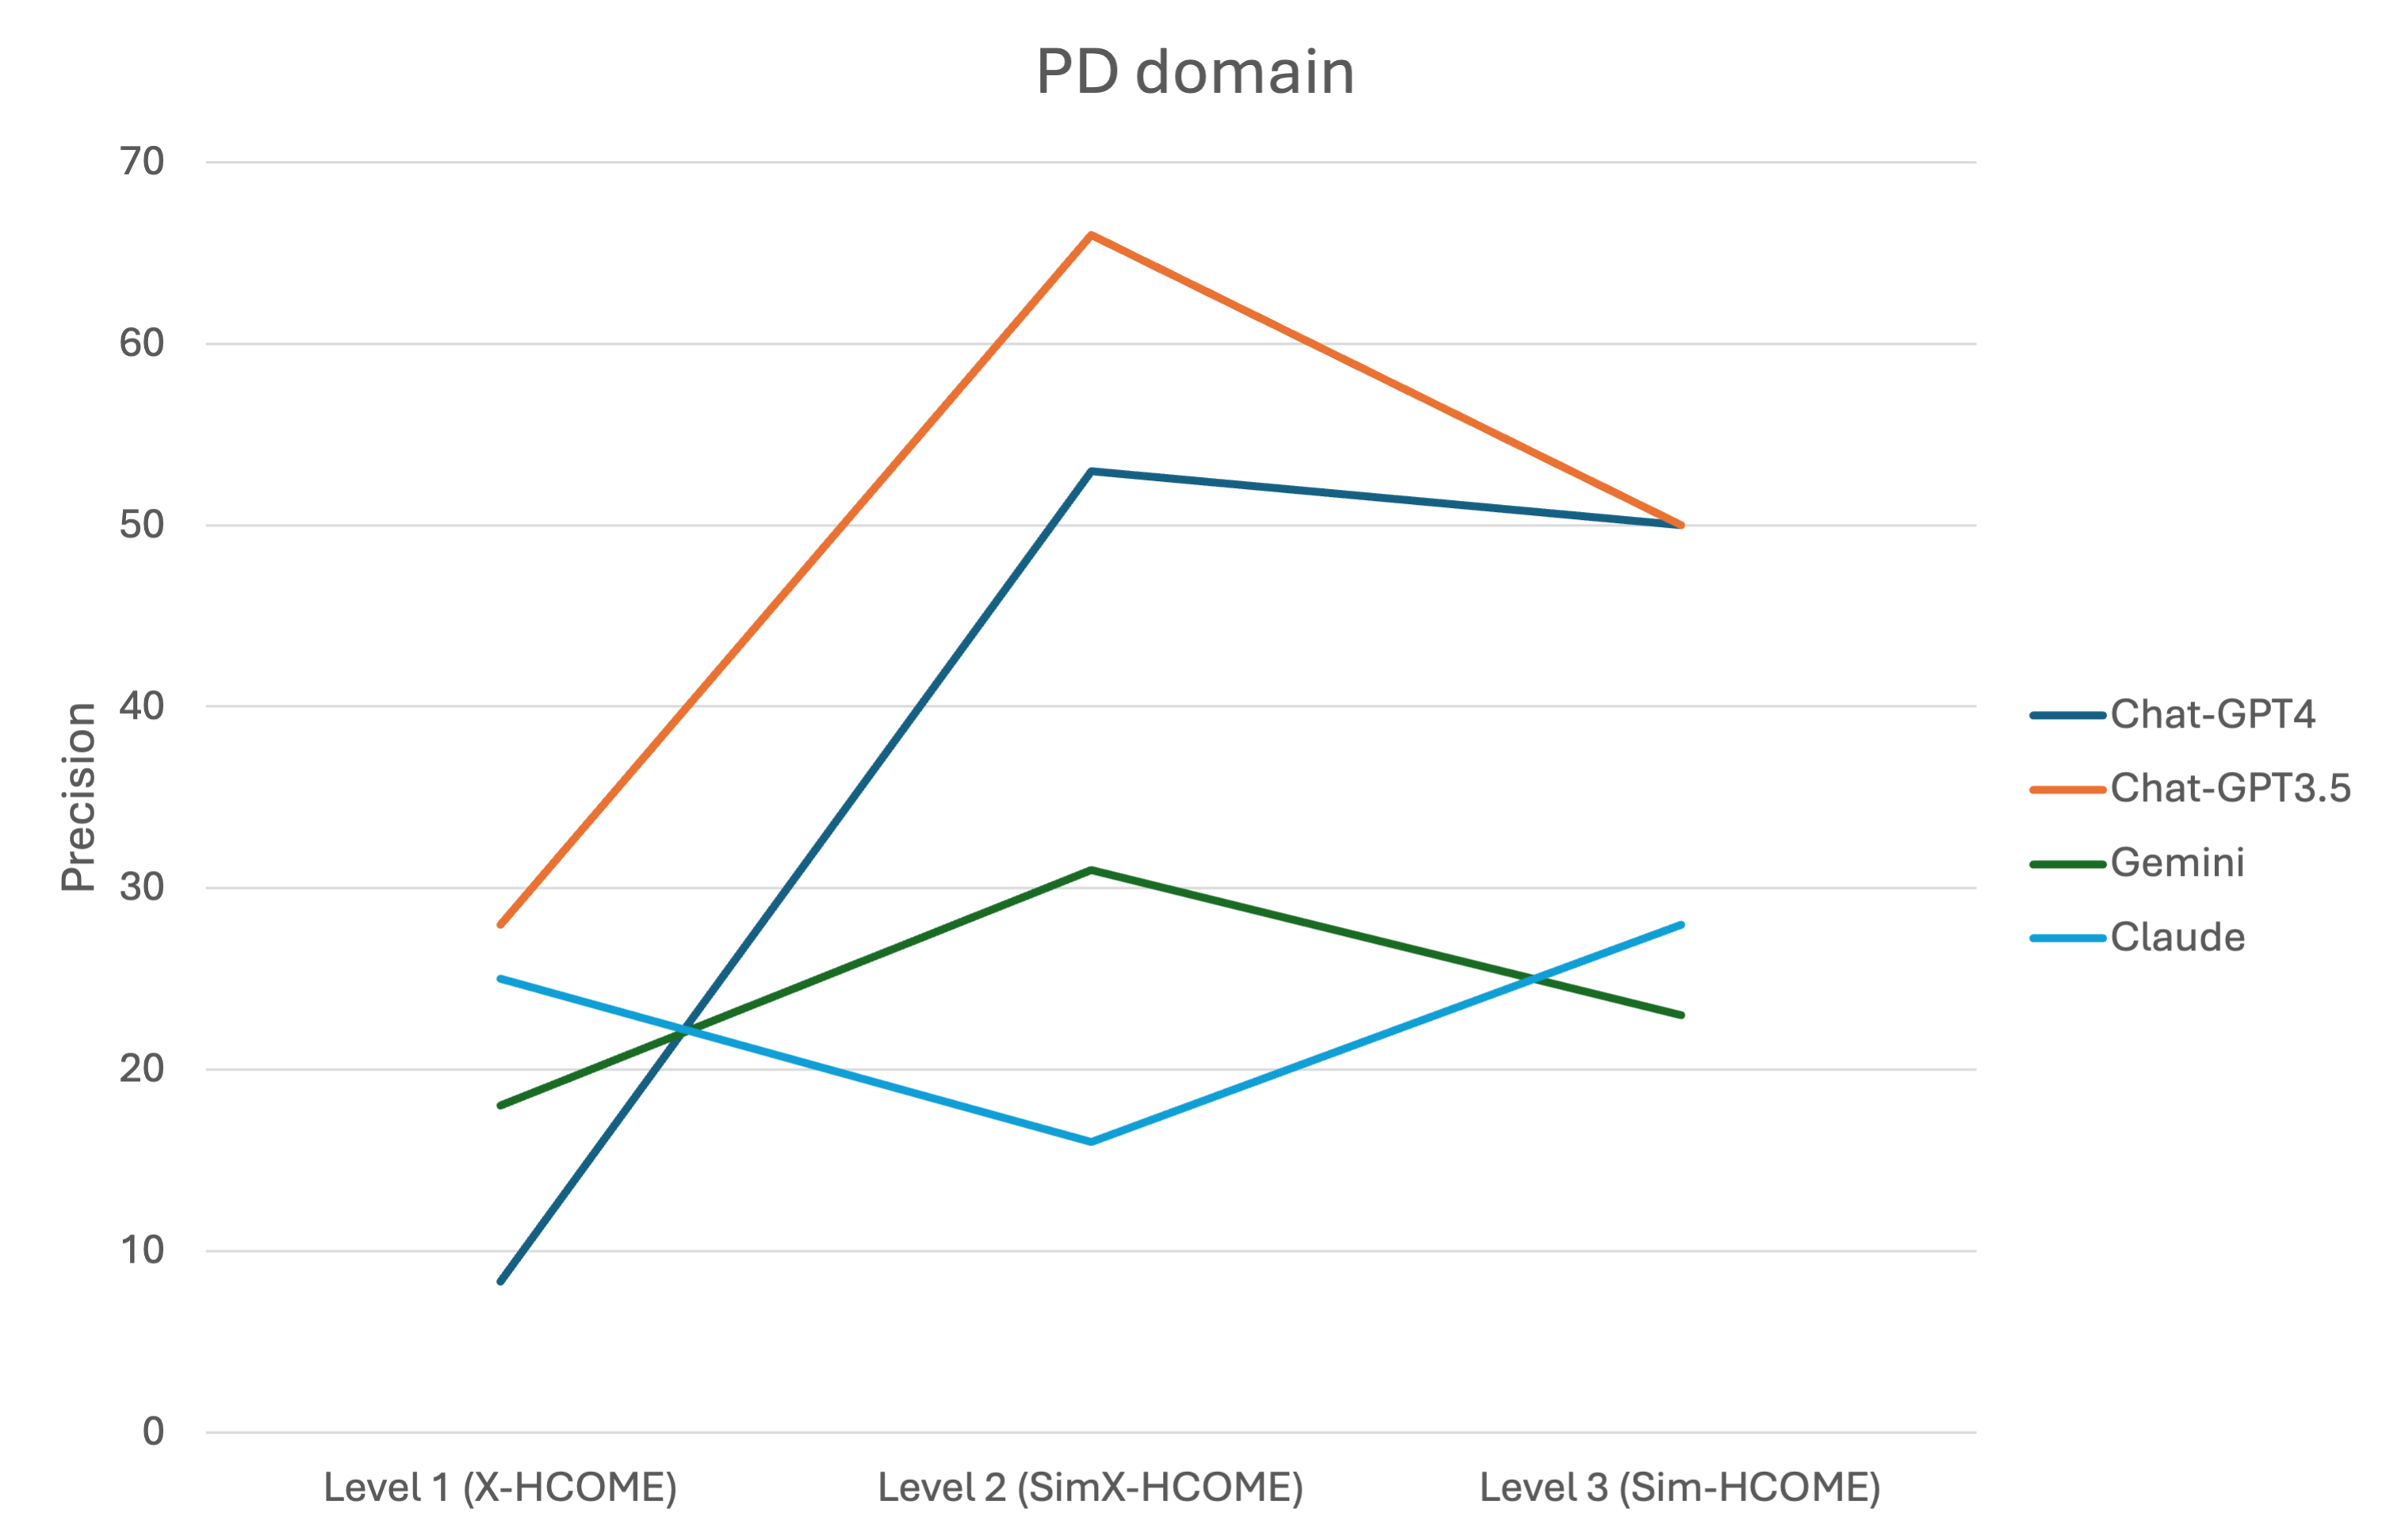 PD domain
70
60
50
40
30
20
10
0
Precision
Level 1 (X-HCOME)
Level 2 (SimX-HCOME)
Level 3 (Sim-HCOME)
Chat-GPT4
Chat-GPT3.5
Gemini
Claude